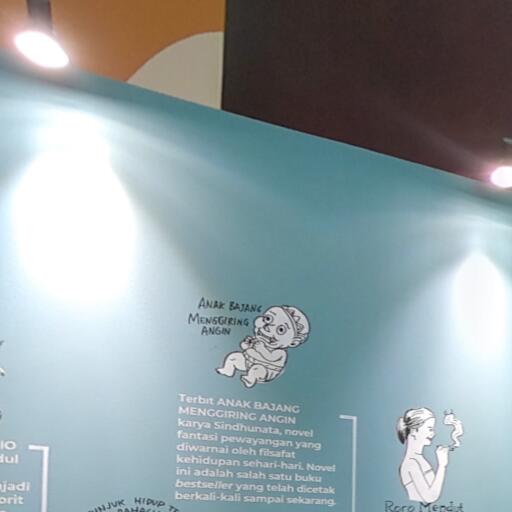 ANAK BAJANG
MENGGIRING
ANGIN
Terbit ANAK BAJANG
MENGGIRING ANGIN
karya Sindhunata, novel
fantasi pewayangan yang
diwarnai oleh filsafat
kehidupan sehari-hari. Novel
ini adalah salah satu buku
bestseller yang telah dicetak
berkali-kali sampai sekarang.
Roro Mendut
HIDUP